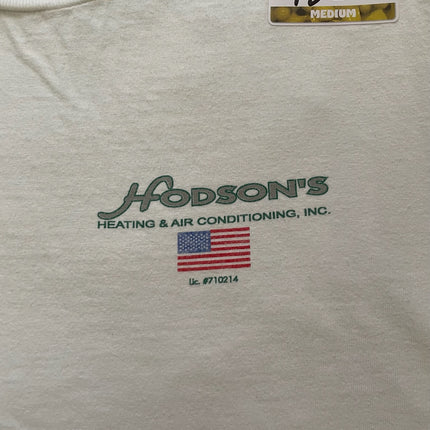 MEDIUM
HODSON'S
HEATING & AIR CONDITIONING, INC.
Lic. #710214